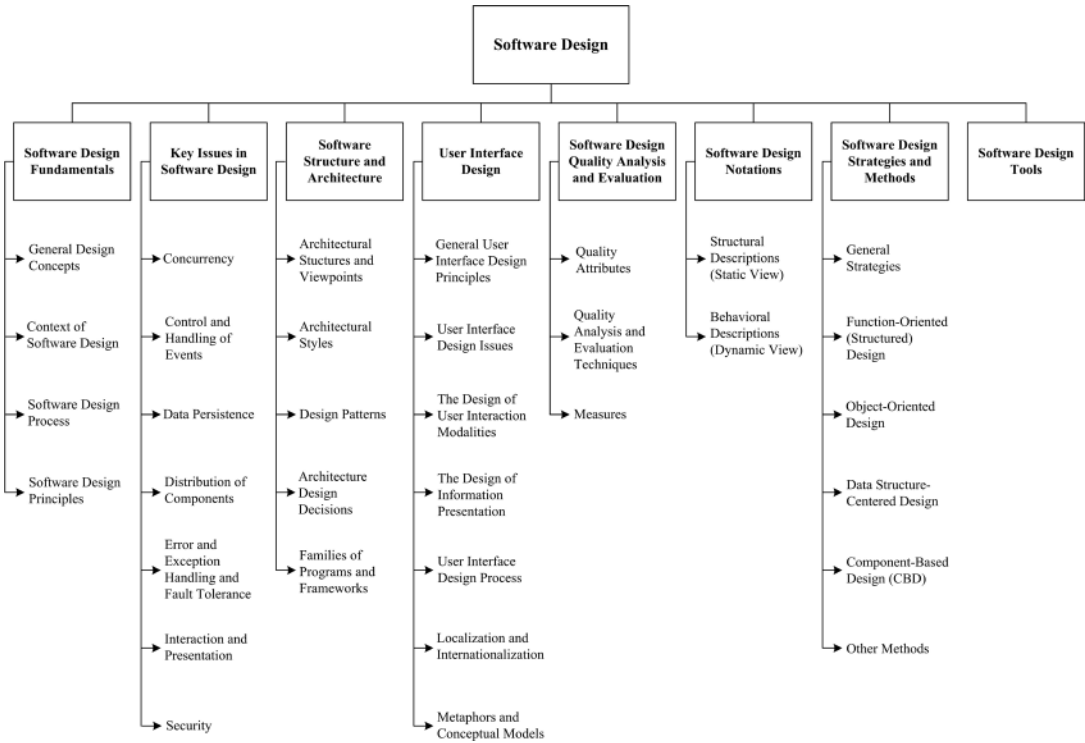 Software Design
Software Design
Fundamentals
General Design
Concepts
Context of
Software Design
Software Design
Process
Software Design
Principles
Key Issues in
Software Design
Concurrency
Control and
Handling of
Events
Data Persistence
Distribution of
Components
Error and
Exception
Handling and
Fault Tolerance
Interaction and
Presentation
Security
Software
Structure and
Architecture
Architectural
Stuctures and
Viewpoints
Architectural
Styles
Design Patterns
Architecture
Design
Decisions
Families of
Programs and
Frameworks
User Interface
Design
General User
Interface Design
Principles
User Interface
Design Issues
The Design of
User Interaction
Modalities
The Design of
Information
Presentation
User Interface
Design Process
Localization and
Internationalization
Metaphors and
Conceptual Models
Software Design
Quality Analysis
and Evaluation
Quality
Attributes
Quality
Analysis and
Evaluation
Techniques
Measures
Software Design
Notations
Structural
Descriptions
(Static View)
Behavioral
Descriptions
(Dynamic View)
Software Design
Strategies and
Methods
General
Strategies
Function-Oriented
(Structured)
Design
Object-Oriented
Design
Data Structure-
Centered Design
Component-Based
Design (CBD)
Other Methods
Software Design
Tools